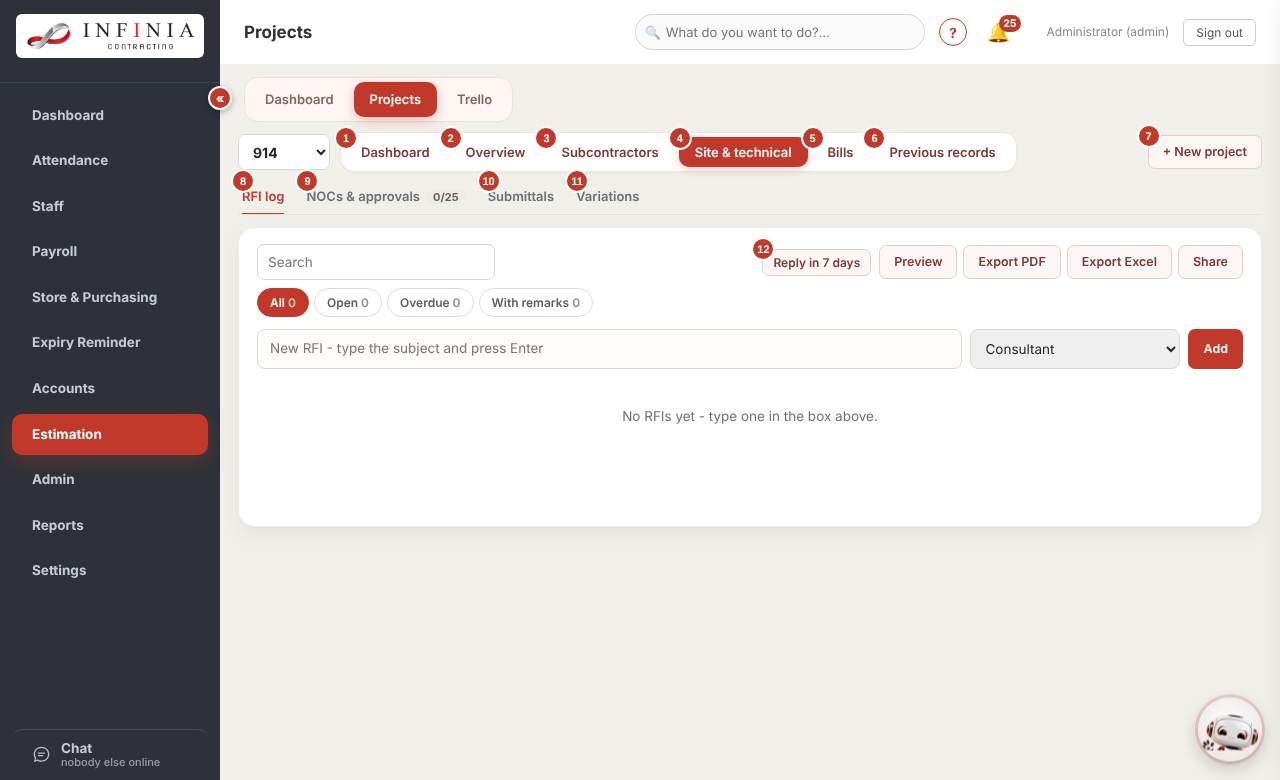 INFINIA
CONTRACTING
Projects
What do you want to do?...
?
25
Administrator (admin)
Sign out
«
Dashboard
Attendance
Staff
Payroll
Store & Purchasing
Expiry Reminder
Accounts
Estimation
Admin
Reports
Settings
Chat
nobody else online
Dashboard Projects Trello
914
1 Dashboard 2 Overview 3 Subcontractors 4 Site & technical 5 Bills 6 Previous records
7 + New project
8 RFI log 9 NOCs & approvals 0/25 10 Submittals 11 Variations
Search
12 Reply in 7 days Preview Export PDF Export Excel Share
All 0 Open 0 Overdue 0 With remarks 0
New RFI - type the subject and press Enter
Consultant
Add
No RFIs yet - type one in the box above.